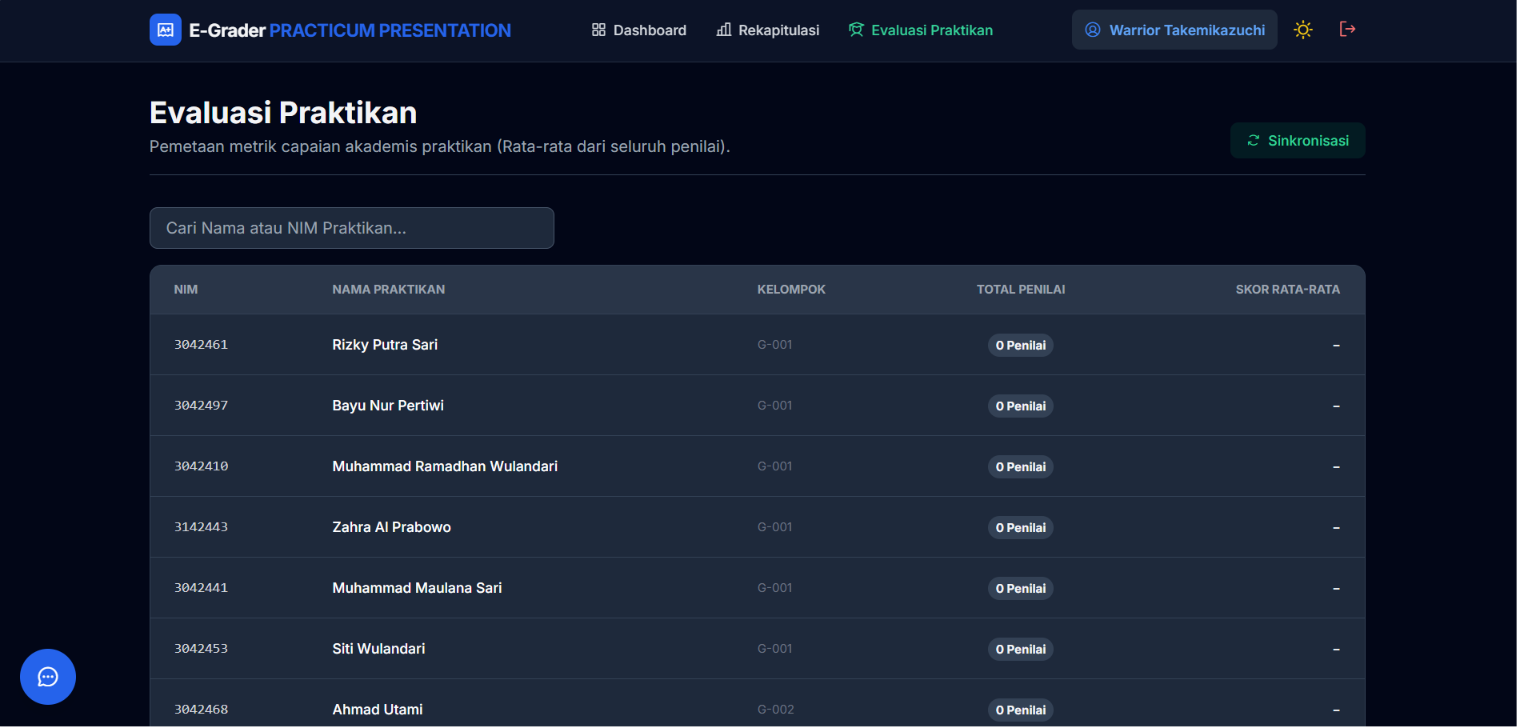 E-Grader PRACTICUM PRESENTATION Dashboard Rekapitulasi Evaluasi Praktikan Warrior Takemikazuchi
Evaluasi Praktikan
Pemetaan metrik capaian akademis praktikan (Rata-rata dari seluruh penilai).
Sinkronisasi
Cari Nama atau NIM Praktikan...
NIM NAMA PRAKTIKAN KELOMPOK TOTAL PENILAI SKOR RATA-RATA
3042461 Rizky Putra Sari G-001 0 Penilai –
3042497 Bayu Nur Pertiwi G-001 0 Penilai –
3042410 Muhammad Ramadhan Wulandari G-001 0 Penilai –
3142443 Zahra Al Prabowo G-001 0 Penilai –
3042441 Muhammad Maulana Sari G-001 0 Penilai –
3042453 Siti Wulandari G-001 0 Penilai –
3042468 Ahmad Utami G-002 0 Penilai –